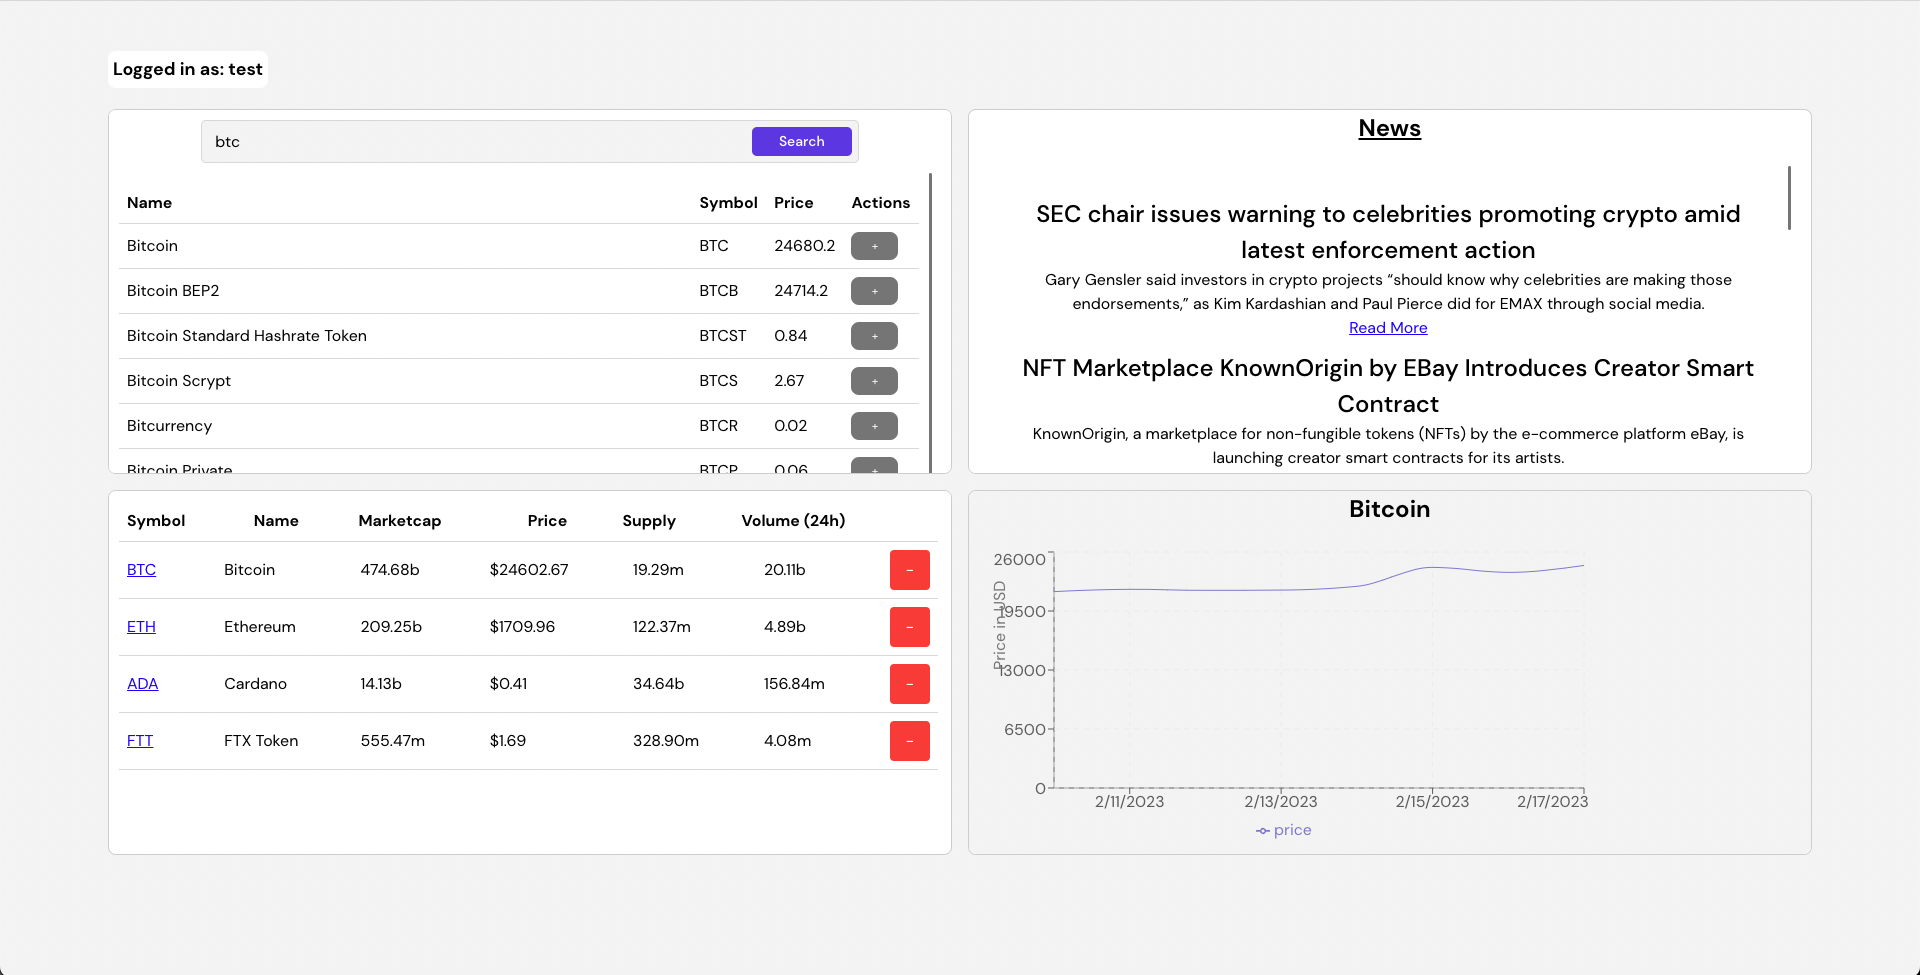 Logged in as: test
btc
Search
Name Symbol Price Actions
Bitcoin BTC 24680.2 +
Bitcoin BEP2 BTCB 24714.2 +
Bitcoin Standard Hashrate Token BTCST 0.84 +
Bitcoin Scrypt BTCS 2.67 +
Bitcurrency BTCR 0.02 +
Bitcoin Private BTCP 0.06 +
News
SEC chair issues warning to celebrities promoting crypto amid
latest enforcement action
Gary Gensler said investors in crypto projects “should know why celebrities are making those
endorsements,” as Kim Kardashian and Paul Pierce did for EMAX through social media.
Read More
NFT Marketplace KnownOrigin by EBay Introduces Creator Smart
Contract
KnownOrigin, a marketplace for non-fungible tokens (NFTs) by the e-commerce platform eBay, is
launching creator smart contracts for its artists.
Symbol Name Marketcap Price Supply Volume (24h)
BTC Bitcoin 474.68b $24602.67 19.29m 20.11b -
ETH Ethereum 209.25b $1709.96 122.37m 4.89b -
ADA Cardano 14.13b $0.41 34.64b 156.84m -
FTT FTX Token 555.47m $1.69 328.90m 4.08m -
Bitcoin
Price in USD
26000
19500
13000
6500
0
2/11/2023 2/13/2023 2/15/2023 2/17/2023
price